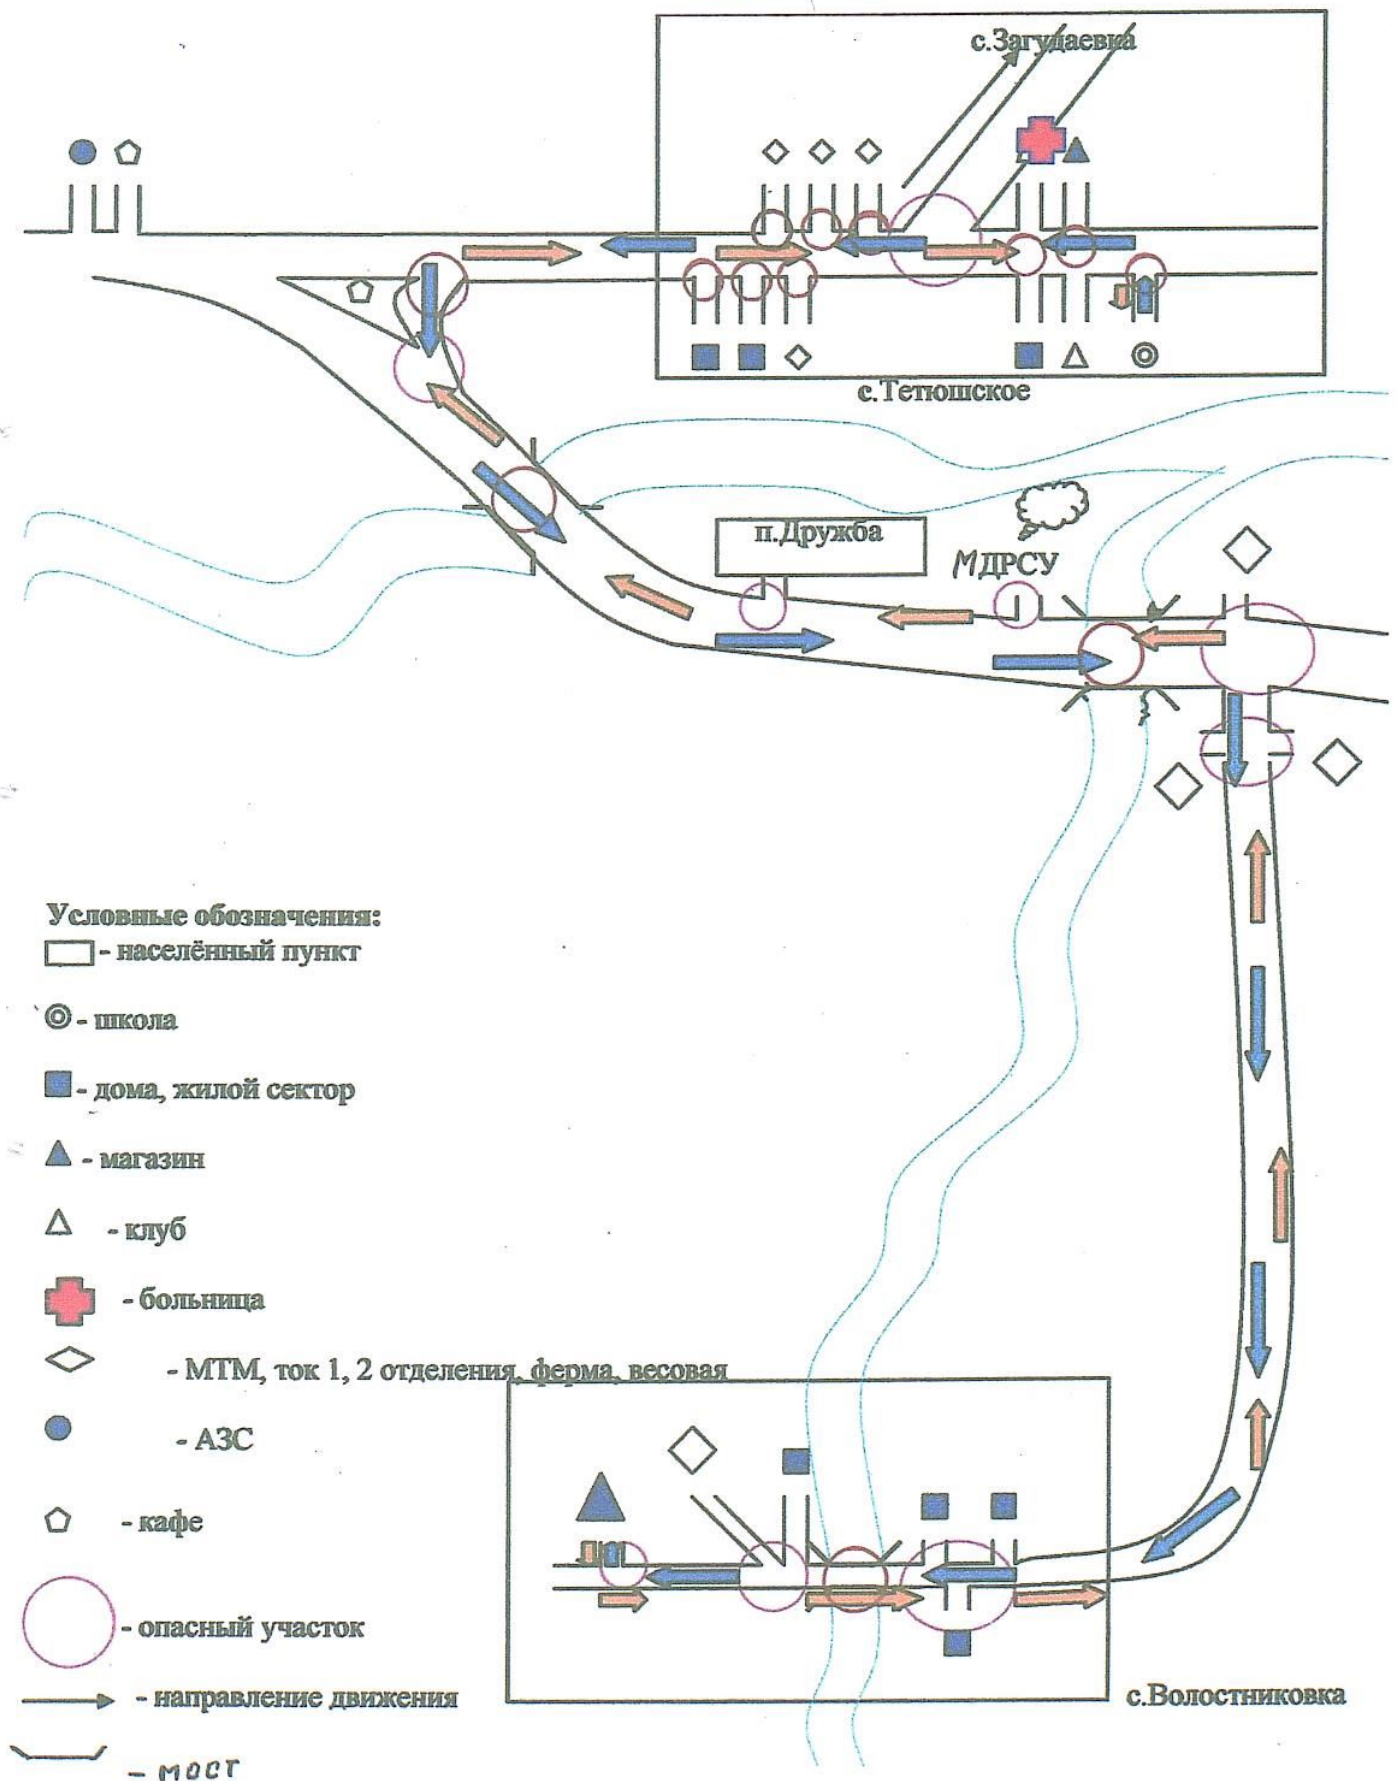 с.Загудаевка
с.Тетюшское
п.Дружба
МДРСУ
Условные обозначения:
- населённый пункт
- школа
- дома, жилой сектор
- магазин
- клуб
- больница
- МТМ, ток 1, 2 отделения, ферма, весовая
- АЗС
- кафе
- опасный участок
- направление движения
с.Волостниковка
- мост